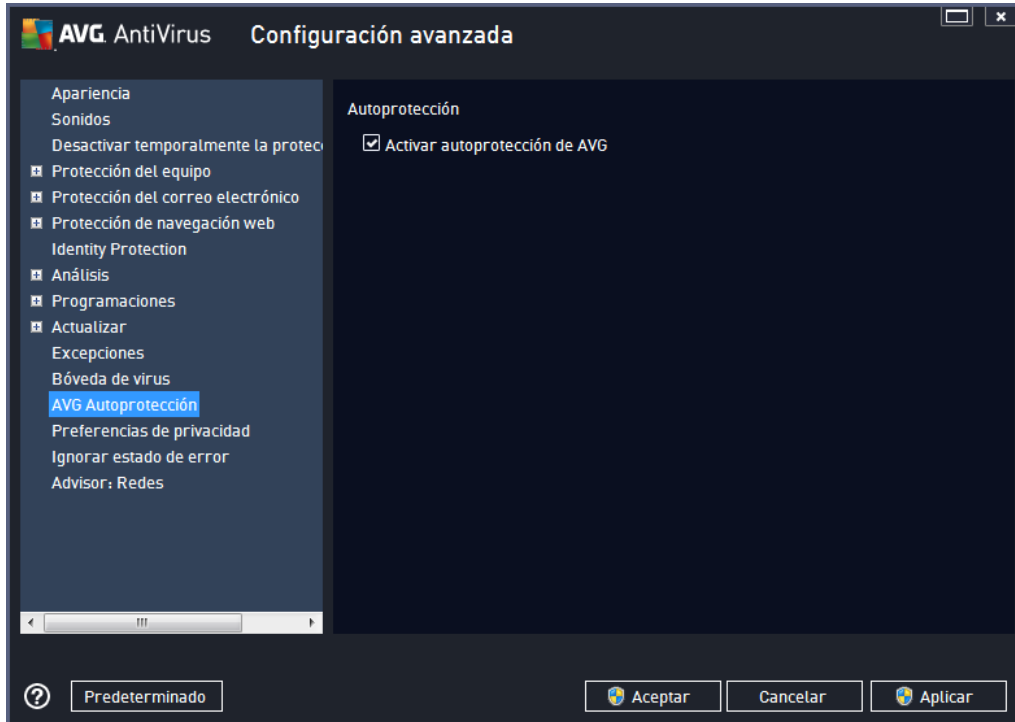 AVG. AntiVirus Configuración avanzada
Apariencia
Sonidos
Desactivar temporalmente la protec
Protección del equipo
Protección del correo electrónico
Protección de navegación web
Identity Protection
Análisis
Programaciones
Actualizar
Excepciones
Bóveda de virus
AVG Autoprotección
Preferencias de privacidad
Ignorar estado de error
Advisor: Redes
Autoprotección
Activar autoprotección de AVG
Predeterminado
Aceptar
Cancelar
Aplicar